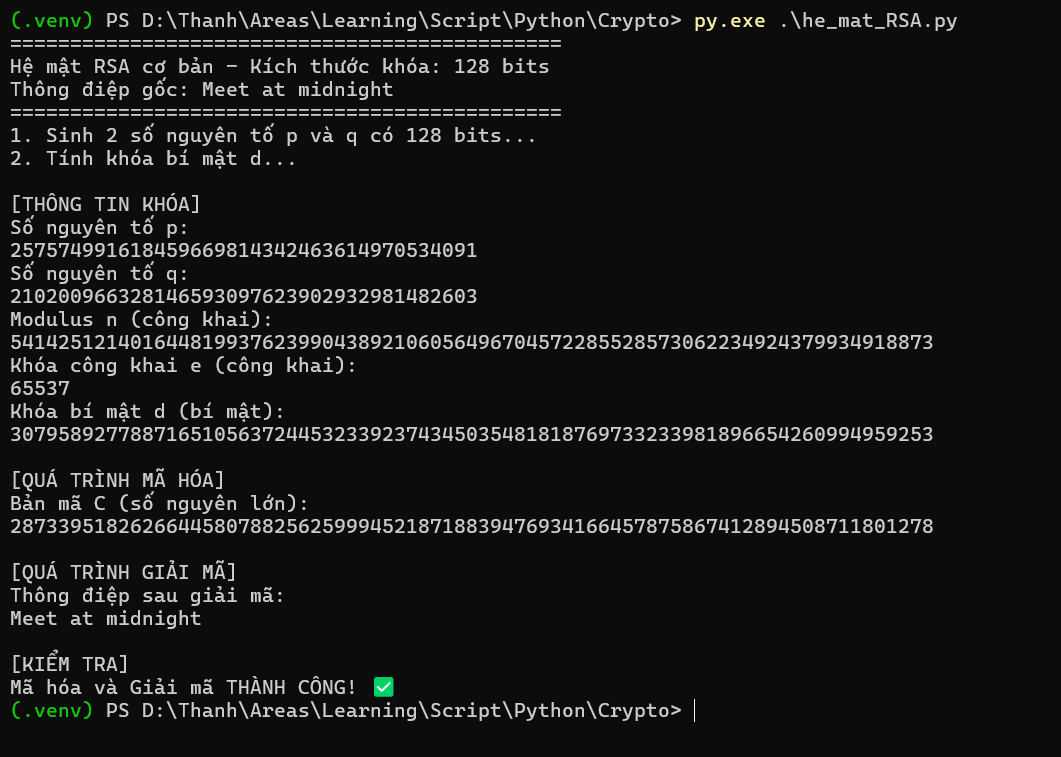 (.venv) PS D:\Thanh\Areas\Learning\Script\Python\Crypto> py.exe .\he_mat_RSA.py
==============================================
Hệ mật RSA cơ bản - Kích thước khóa: 128 bits
Thông điệp gốc: Meet at midnight
==============================================
1. Sinh 2 số nguyên tố p và q có 128 bits...
2. Tính khóa bí mật d...
[THÔNG TIN KHÓA]
Số nguyên tố p:
257574991618459669814342463614970534091
Số nguyên tố q:
210200966328146593097623902932981482603
Modulus n (công khai):
54142512140164481993762399043892106056496704572285528573062234924379934918873
Khóa công khai e (công khai):
65537
Khóa bí mật d (bí mật):
30795892778871651056372445323392374345035481818769733233981896654260994959253
[QUÁ TRÌNH MÃ HÓA]
Bản mã C (số nguyên lớn):
28733951826266445807882562599945218718839476934166457875867412894508711801278
[QUÁ TRÌNH GIẢI MÃ]
Thông điệp sau giải mã:
Meet at midnight
[KIỂM TRA]
Mã hóa và Giải mã THÀNH CÔNG! ✅
(.venv) PS D:\Thanh\Areas\Learning\Script\Python\Crypto>